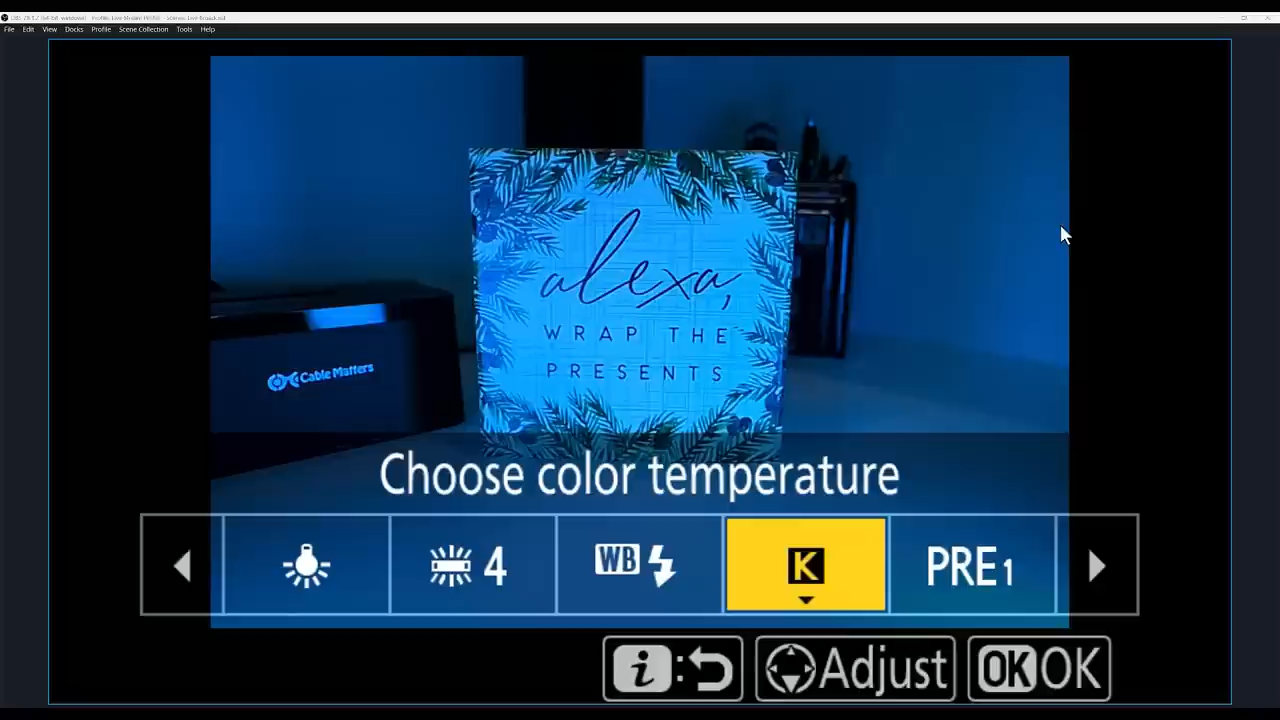 File Edit View Docks Profile Scene Collection Tools Help
alexa,
WRAP THE
PRESENTS
Cable Matters
Choose color temperature
4 WB K PRE1
i : Adjust OK OK